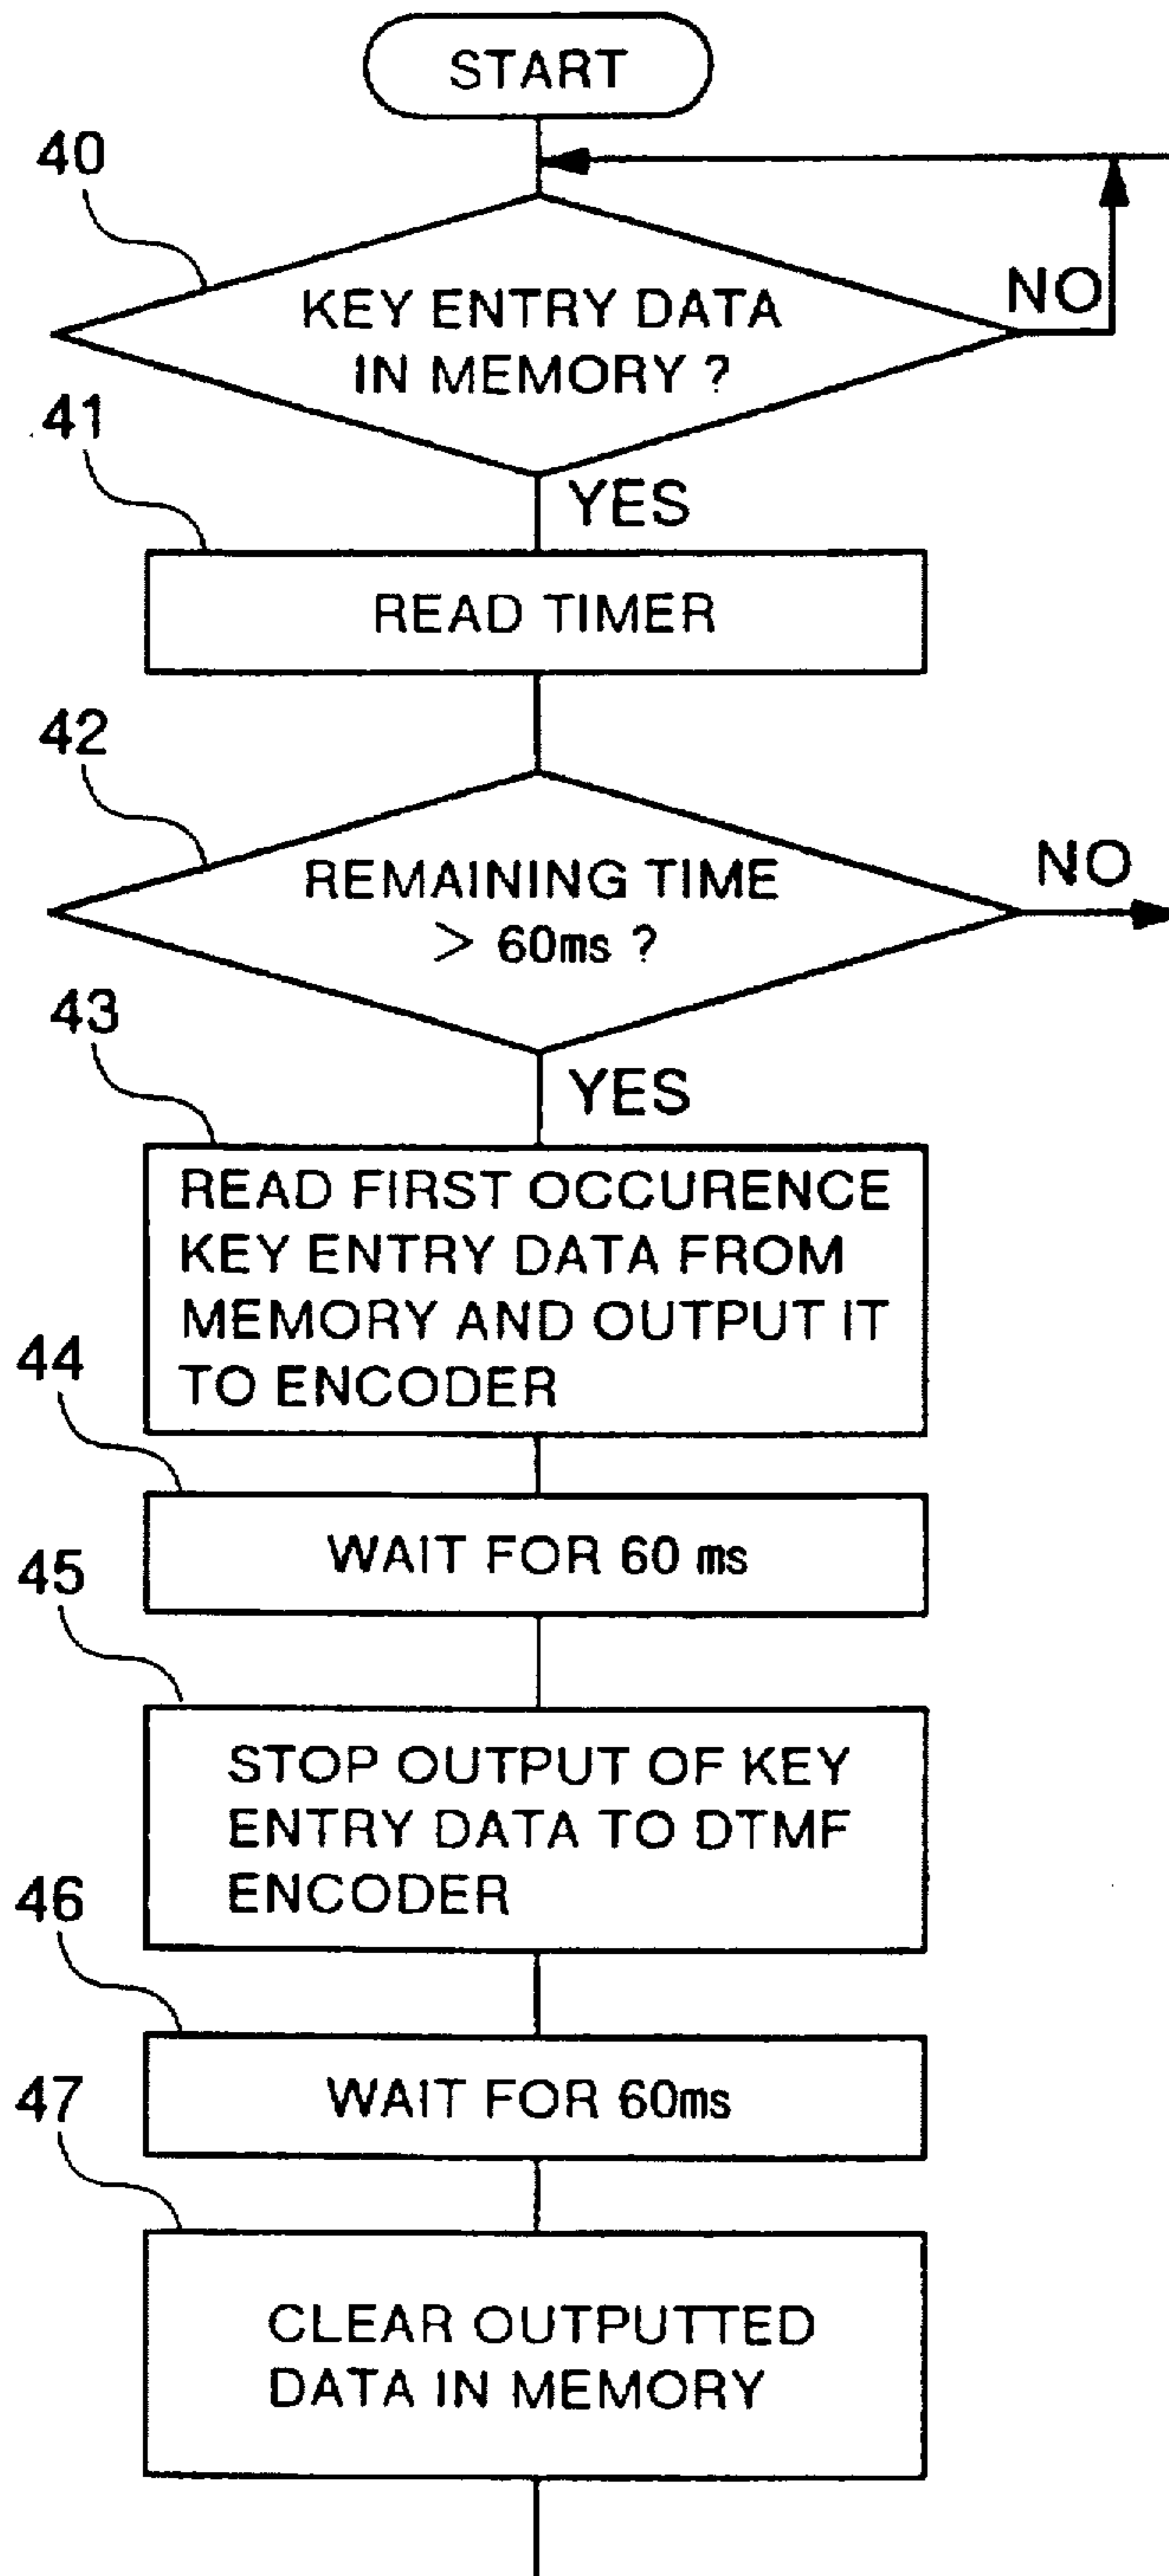 START
40
KEY ENTRY DATA
IN MEMORY ?
NO
41
YES
READ TIMER
42
REMAINING TIME
> 60ms ?
NO
43
YES
READ FIRST OCCURENCE
KEY ENTRY DATA FROM
MEMORY AND OUTPUT IT
TO ENCODER
44
WAIT FOR 60 ms
45
STOP OUTPUT OF KEY
ENTRY DATA TO DTMF
ENCODER
46
WAIT FOR 60ms
47
CLEAR OUTPUTTED
DATA IN MEMORY